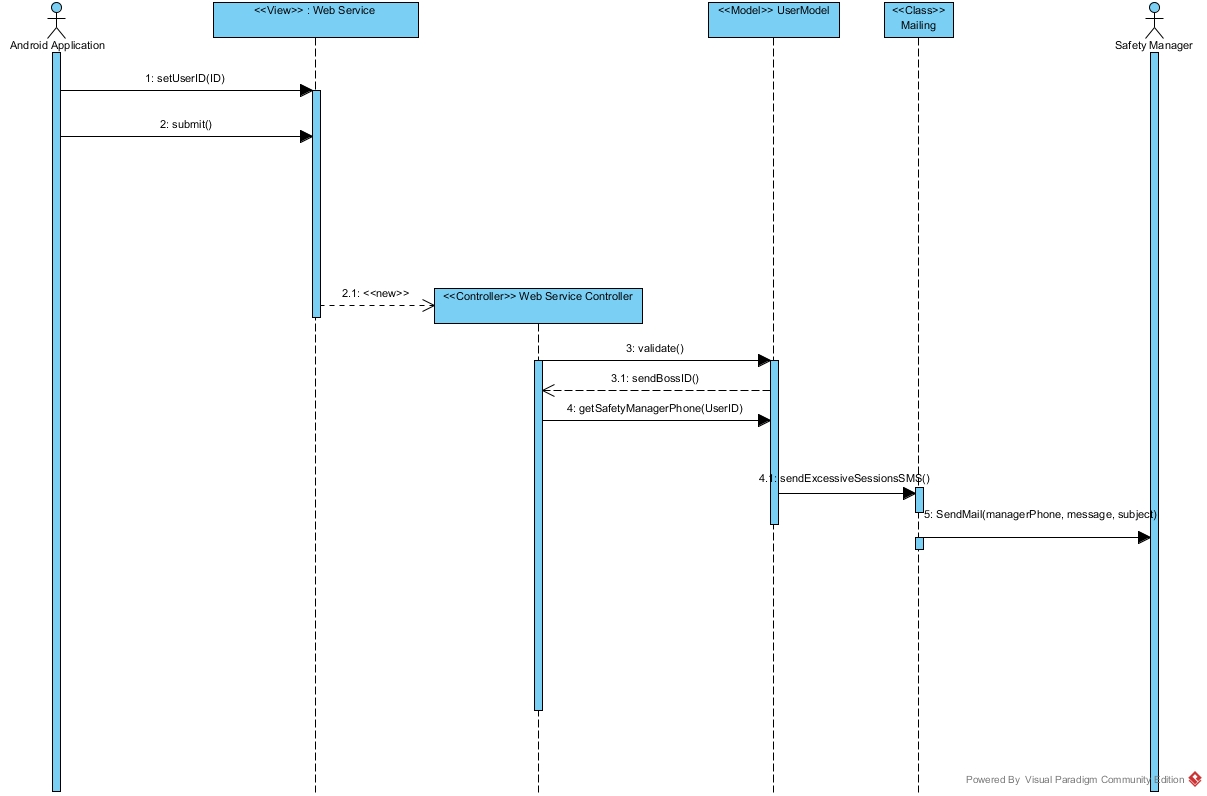 <<View>> : Web Service
<<Model>> UserModel
<<Class>>
Mailing
Android Application
Safety Manager
1: setUserID(ID)
2: submit()
2.1: <<new>>
<<Controller>> Web Service Controller
3: validate()
3.1: sendBossID()
4: getSafetyManagerPhone(UserID)
4.1: sendExcessiveSessionsSMS()
5: SendMail(managerPhone, message, subject)
Powered By Visual Paradigm Community Edition